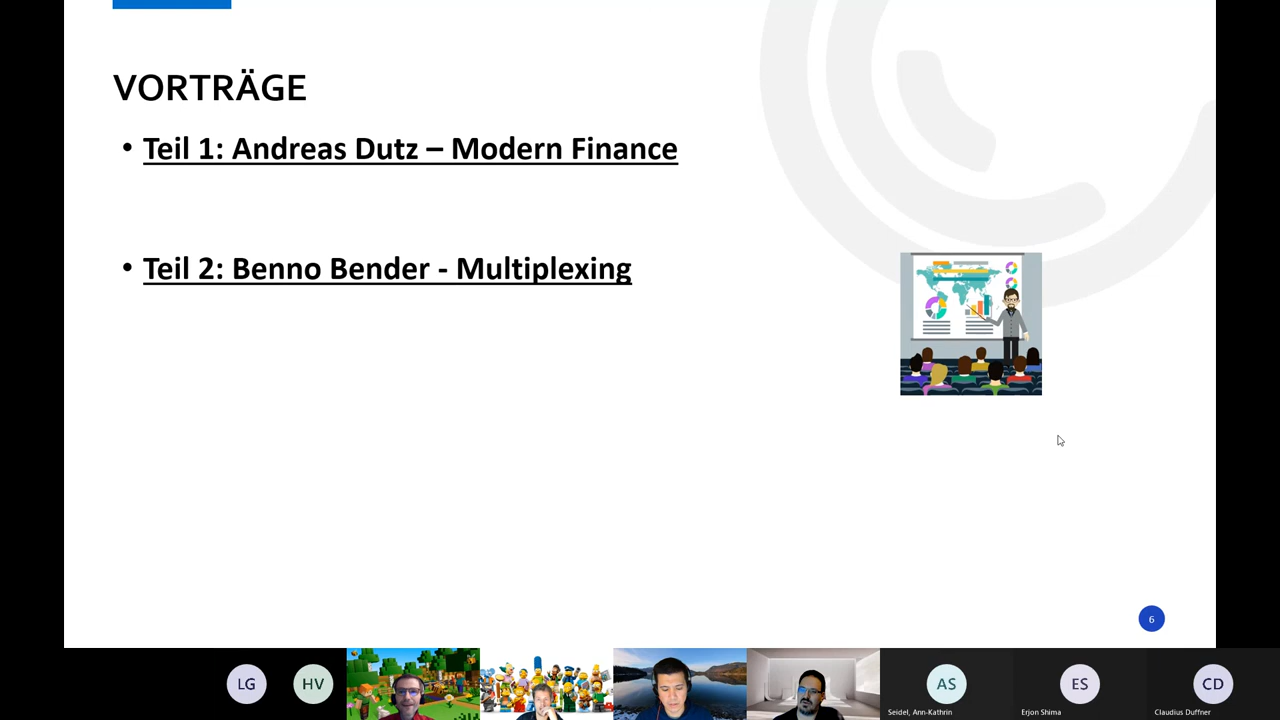 VORTRÄGE
• Teil 1: Andreas Dutz – Modern Finance
• Teil 2: Benno Bender - Multiplexing
6
LG
HV
AS
ES
CD
Seidel, Ann-Kathrin
Erjon Shima
Claudius Duffner